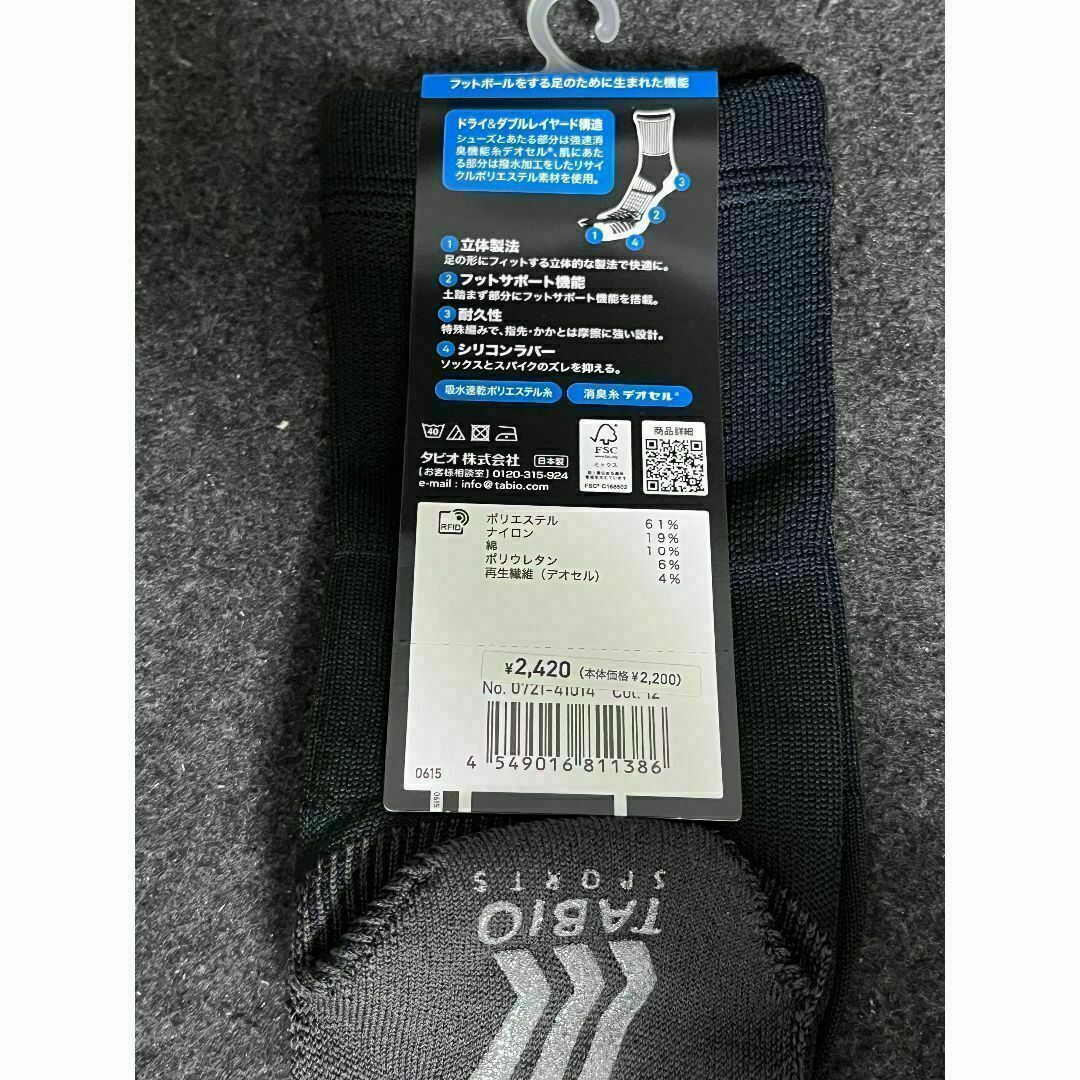 フットボールをする足のために生まれた機能
ドライ&ダブルレイヤード構造
シューズとあたる部分は強速消
臭機能糸デオセル®、肌にあた
る部分は撥水加工をしたリサイ
クルポリエステル素材を使用。
3
2
1
4
1 立体製法
足の形にフィットする立体的な製法で快適に。
2 フットサポート機能
土踏まず部分にフットサポート機能を搭載。
3 耐久性
特殊編みで、指先・かかとは摩擦に強い設計。
4 シリコンラバー
ソックスとスパイクのズレを抑える。
吸水速乾ポリエステル糸
消臭糸 デオセル®
40
タビオ 株式会社 日本製
[お客様相談室] 0120-315-924
e-mail : info@tabio.com
FSC
www.fsc.org
ミックス
FSC® C188502
商品詳細
RFID
ポリエステル 61%
ナイロン 19%
綿 10%
ポリウレタン 6%
再生繊維(デオセル) 4%
¥2,420 (本体価格 ¥2,200)
No. 0721-41014 Col. 12
4 549016 811386
0615
TABIO
SPORTS